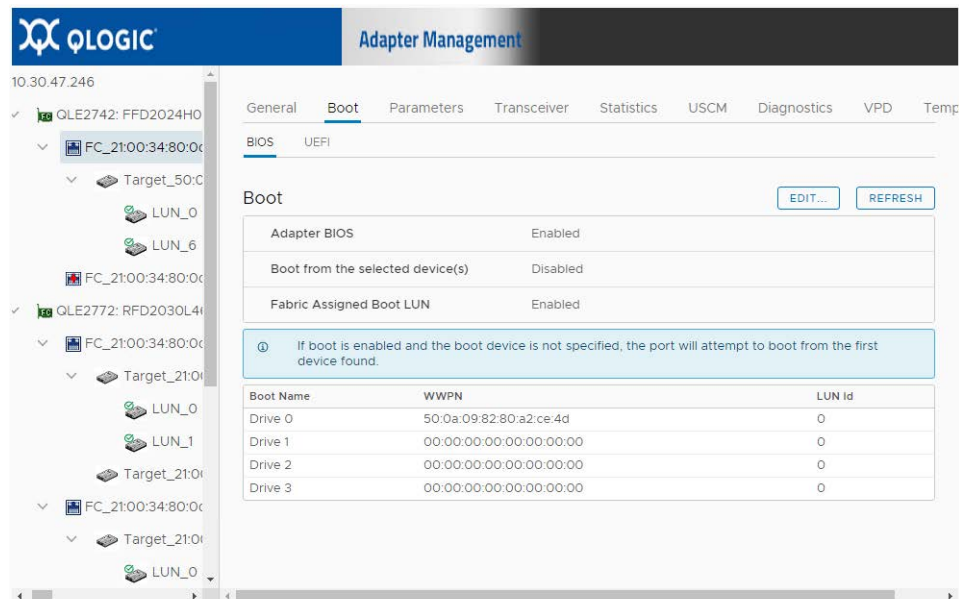 QLOGIC
Adapter Management
10.30.47.246
QLE2742: FFD2024H0
FC_21:00:34:80:0
Target_50:0
LUN_0
LUN_6
FC_21:00:34:80:0
QLE2772: RFD2030L4
FC_21:00:34:80:0
Target_21:0
LUN_0
LUN_1
Target_21:0
FC_21:00:34:80:0
Target_21:0
LUN_0
General Boot Parameters Transceiver Statistics USCM Diagnostics VPD Temp
BIOS UEFI
Boot
EDIT... REFRESH
Adapter BIOS Enabled
Boot from the selected device(s) Disabled
Fabric Assigned Boot LUN Enabled
If boot is enabled and the boot device is not specified, the port will attempt to boot from the first
device found.
Boot Name WWPN LUN Id
Drive 0 50:0a:09:82:80:a2:ce:4d 0
Drive 1 00:00:00:00:00:00:00:00 0
Drive 2 00:00:00:00:00:00:00:00 0
Drive 3 00:00:00:00:00:00:00:00 0